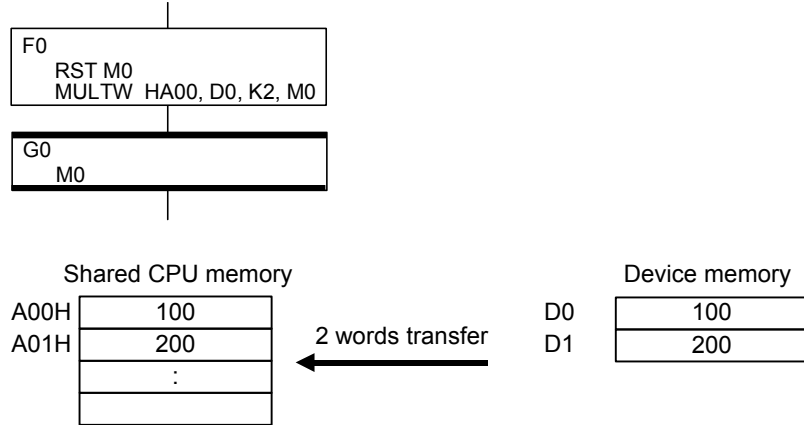 F0
RST M0
MULTW HA00, D0, K2, M0
G0
M0
Shared CPU memory
Device memory
A00H 100
D0 100
A01H 200
2 words transfer
D1 200
: